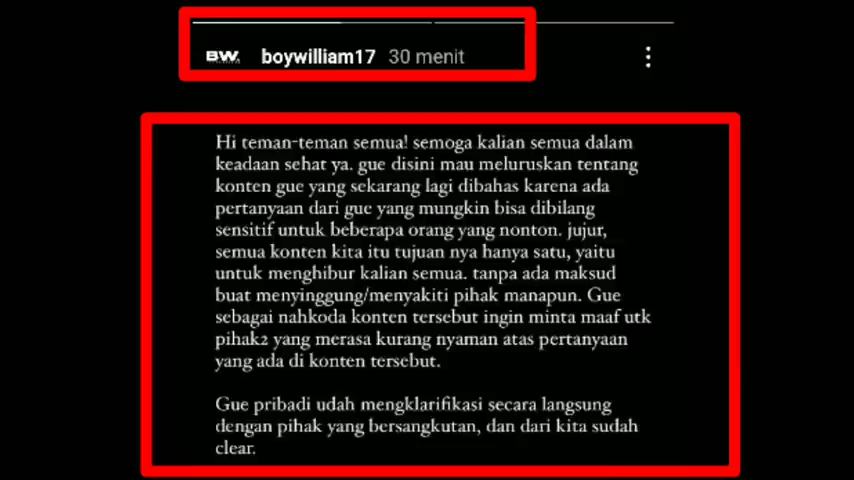 BW. boywilliam17 30 menit
Hi teman-teman semua! semoga kalian semua dalam
keadaan sehat ya. gue disini mau meluruskan tentang
konten gue yang sekarang lagi dibahas karena ada
pertanyaan dari gue yang mungkin bisa dibilang
sensitif untuk beberapa orang yang nonton. jujur,
semua konten kita itu tujuan nya hanya satu, yaitu
untuk menghibur kalian semua. tanpa ada maksud
buat menyinggung/menyakiti pihak manapun. Gue
sebagai nahkoda konten tersebut ingin minta maaf utk
pihak2 yang merasa kurang nyaman atas pertanyaan
yang ada di konten tersebut.
Gue pribadi udah mengklarifikasi secara langsung
dengan pihak yang bersangkutan, dan dari kita sudah
clear.